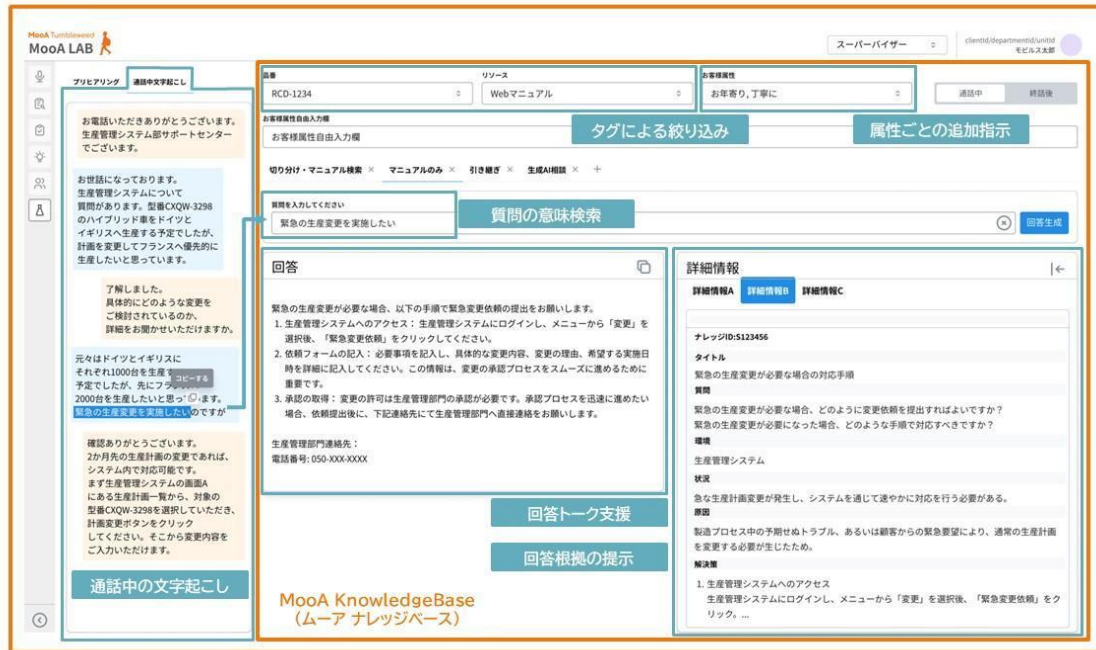 MooA Tumbleweed
MooA LAB
スーパーバイザー
clientid/departmentid/unitid
モビルス太郎
プリヒアリング
通話中文字起こし
お電話いただきありがとうございます。
生産管理システム部サポートセンター
でございます。
お世話になっております。
生産管理システムについて
質問があります。型番CXQW-3298
のハイブリッド車をドイツと
イギリスへ生産する予定でしたが、
計画を変更してフランスへ優先的に
生産したいと思っています。
了解しました。
具体的にどのような変更を
ご検討されているのか、
詳細をお聞かせいただけますか。
元々はドイツとイギリスに
それぞれ1000台を生産す
予定でしたが、先にフラ
コピーする
2000台を生産したいと思っ います。
緊急の生産変更を実施したいのですが
確認ありがとうございます。
2か月先の生産計画の変更であれば、
システム内で対応可能です。
まず生産管理システムの画面A
にある生産計画一覧から、対象の
型番CXQW-3298を選択していただき、
計画変更ボタンをクリック
してください。そこから変更内容を
ご入力いただけます。
通話中の文字起こし
品番
RCD-1234
リソース
Webマニュアル
お客様属性
お年寄り,丁寧に
通話中
終話後
お客様属性自由入力欄
お客様属性自由入力欄
タグによる絞り込み
属性ごとの追加指示
切り分け・マニュアル検索 ×
マニュアルのみ ×
引き継ぎ ×
生成AI相談 ×
+
質問を入力してください
緊急の生産変更を実施したい
質問の意味検索
回答生成
回答
緊急の生産変更が必要な場合、以下の手順で緊急変更依頼の提出をお願いします。
1. 生産管理システムへのアクセス： 生産管理システムにログインし、メニューから「変更」を
選択後、「緊急変更依頼」をクリックしてください。
2. 依頼フォームの記入： 必要事項を記入し、具体的な変更内容、変更の理由、希望する実施日
時を詳細に記入してください。この情報は、変更の承認プロセスをスムーズに進めるために
重要です。
3. 承認の取得： 変更の許可は生産管理部門の承認が必要です。承認プロセスを迅速に進めたい
場合、依頼提出後に、下記連絡先にて生産管理部門へ直接連絡をお願いします。
生産管理部門連絡先：
電話番号: 050-XXX-XXXX
回答トーク支援
回答根拠の提示
MooA KnowledgeBase
（ムーア ナレッジベース）
詳細情報
詳細情報A
詳細情報B
詳細情報C
ナレッジID:S123456
タイトル
緊急の生産変更が必要な場合の対応手順
質問
緊急の生産変更が必要な場合、どのように変更依頼を提出すればよいですか？
緊急の生産変更が必要になった場合、どのような手順で対応すべきですか？
環境
生産管理システム
状況
急な生産計画変更が発生し、システムを通じて速やかに対応を行う必要がある。
原因
製造プロセス中の予期せぬトラブル、あるいは顧客からの緊急要望により、通常の生産計画
を変更する必要が生じたため。
解決策
1. 生産管理システムへのアクセス
生産管理システムにログインし、メニューから「変更」を選択後、「緊急変更依頼」をク
リック。...